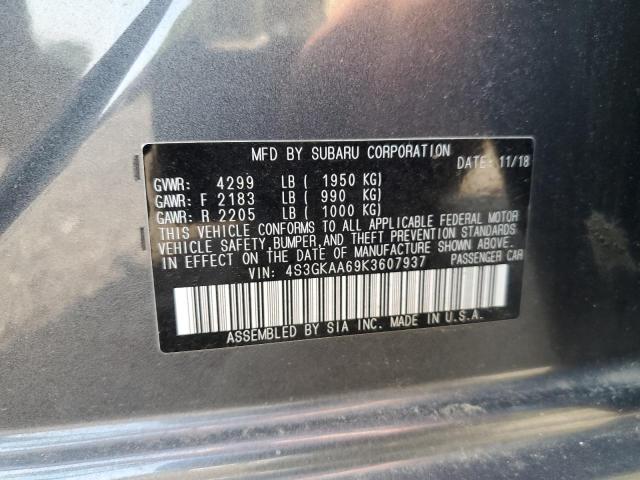 MFD BY SUBARU CORPORATION DATE: 11/18
GVWR: 4299 LB ( 1950 KG)
GAWR: F 2183 LB ( 990 KG)
GAWR: R 2205 LB ( 1000 KG)
THIS VEHICLE CONFORMS TO ALL APPLICABLE FEDERAL MOTOR
VEHICLE SAFETY, BUMPER, AND THEFT PREVENTION STANDARDS
IN EFFECT ON THE DATE OF MANUFACTURE SHOWN ABOVE.
VIN: 4S3GKAA69K3607937 PASSENGER CAR
ASSEMBLED BY SIA INC. MADE IN U.S.A.